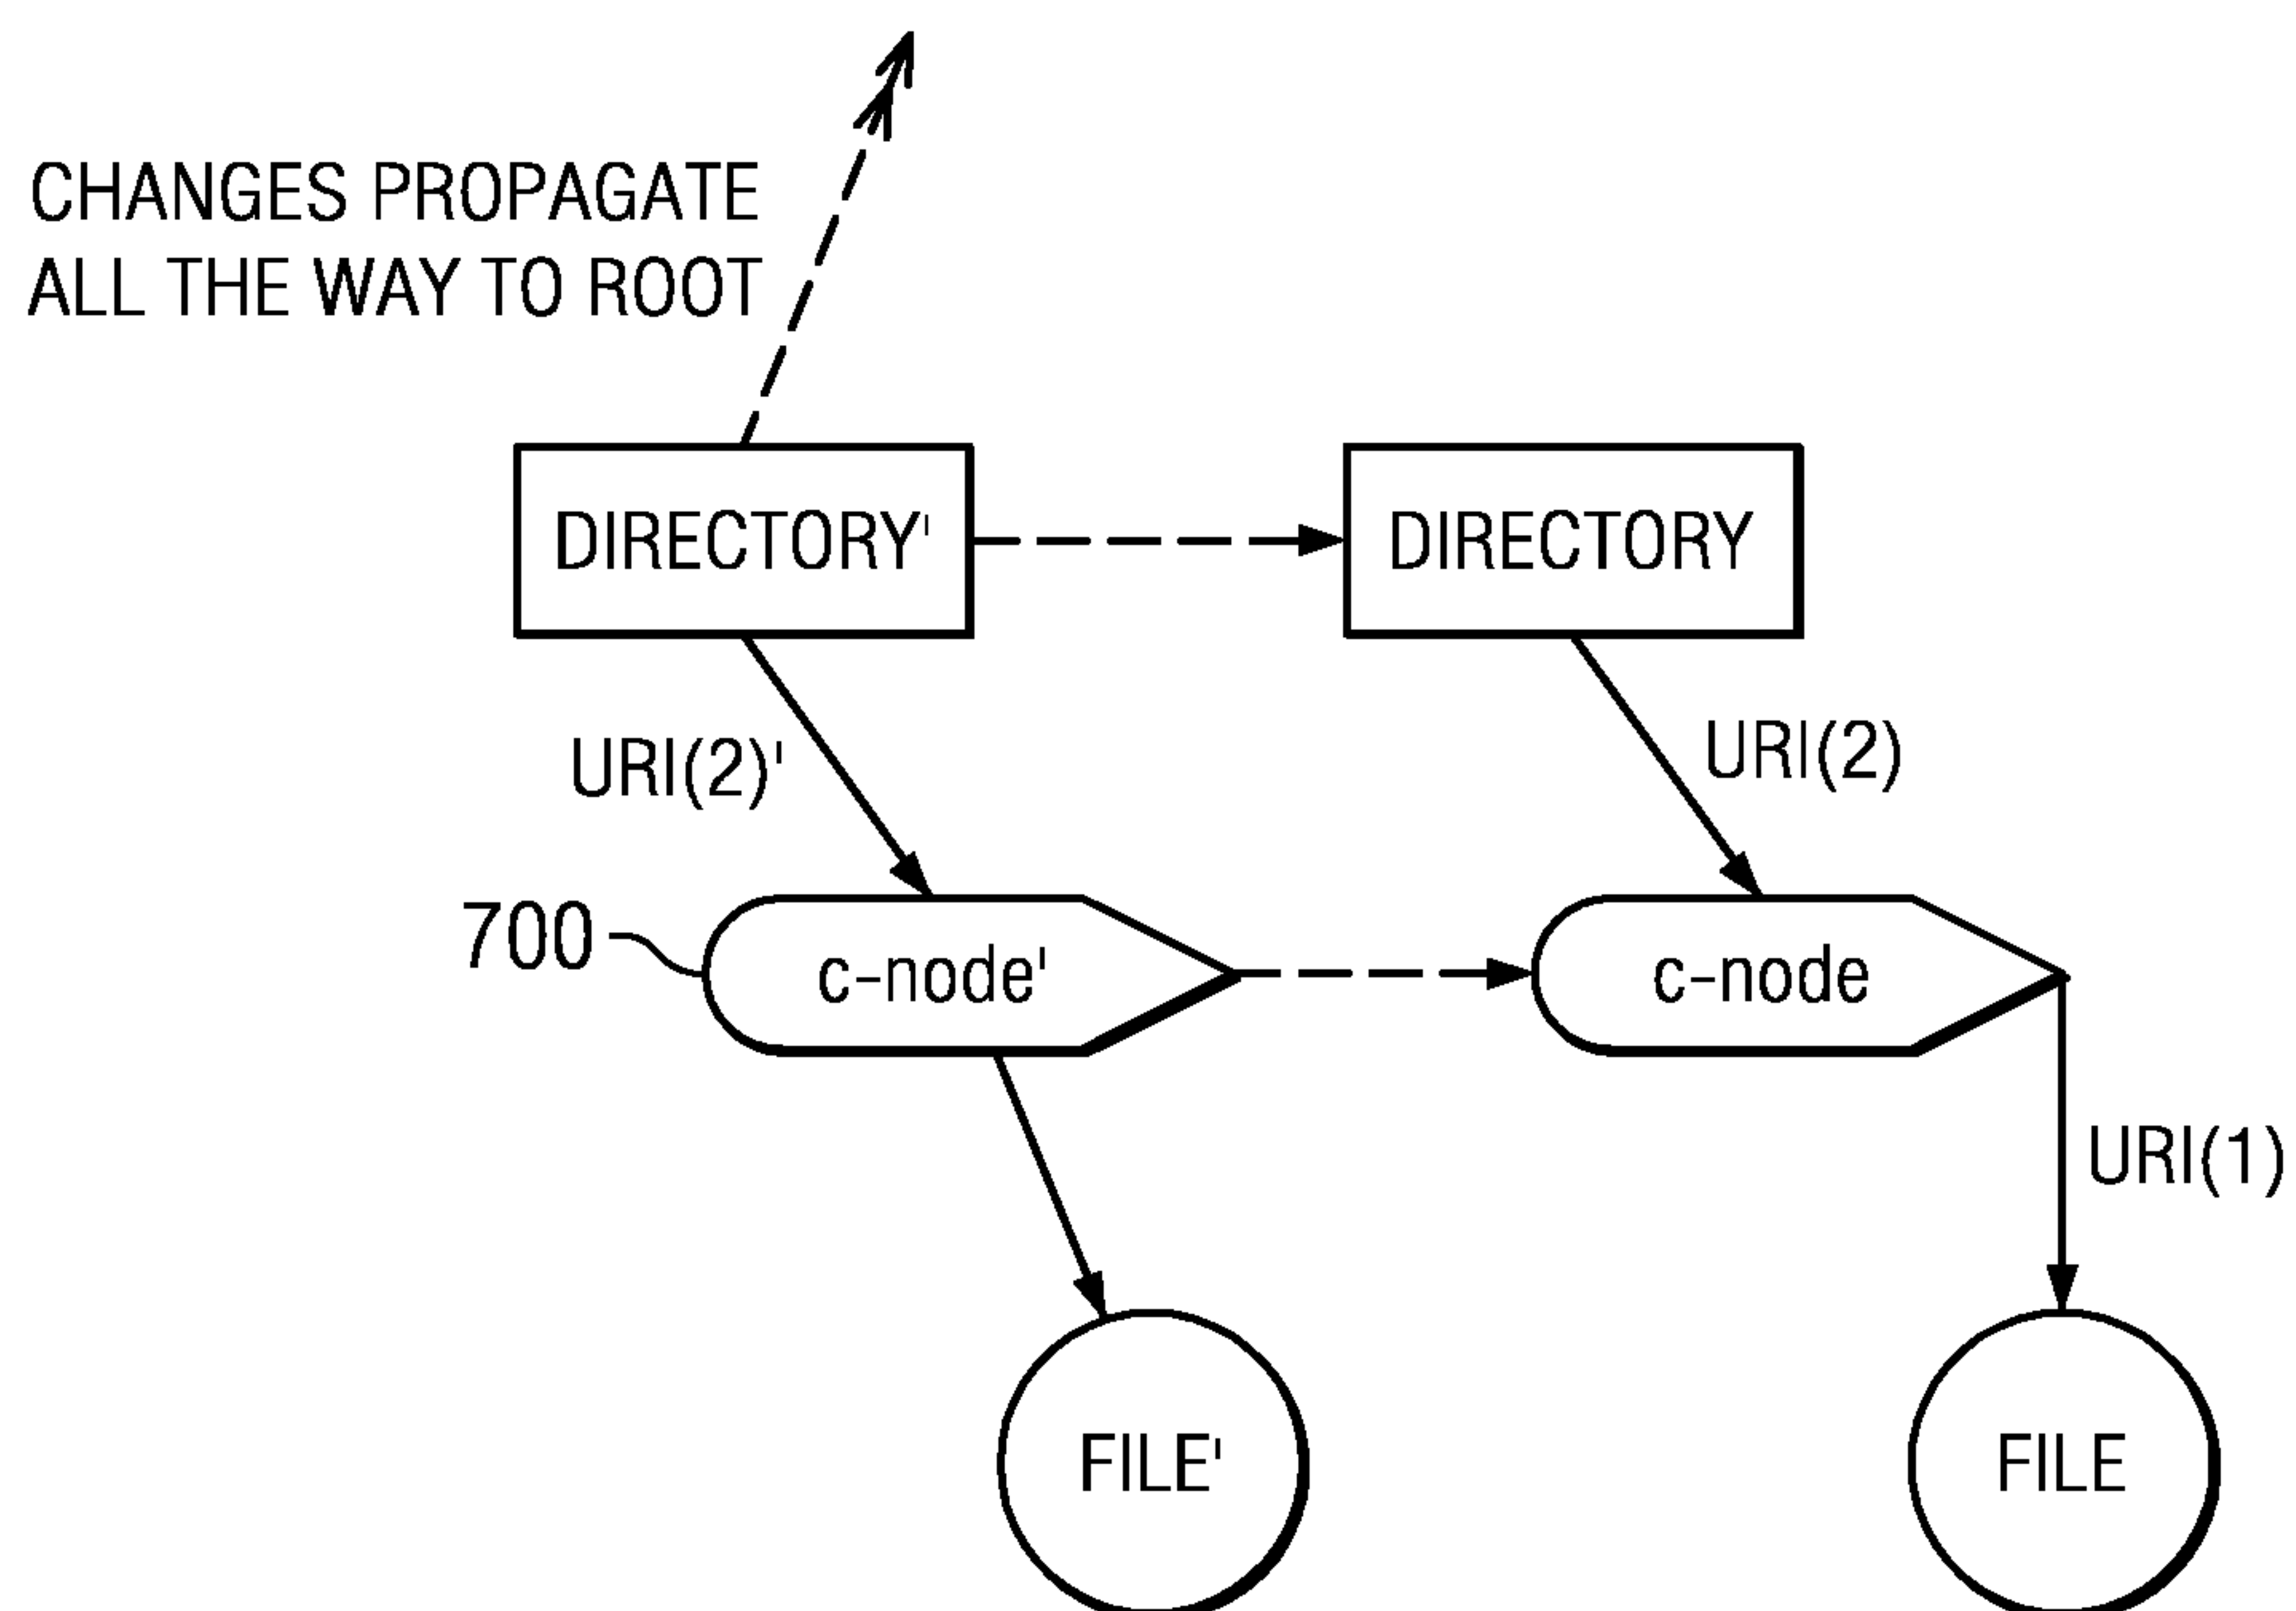 CHANGES PROPAGATE
ALL THE WAY TO ROOT
DIRECTORY'
DIRECTORY
URI(2)'
URI(2)
700
c-node'
c-node
URI(1)
FILE'
FILE